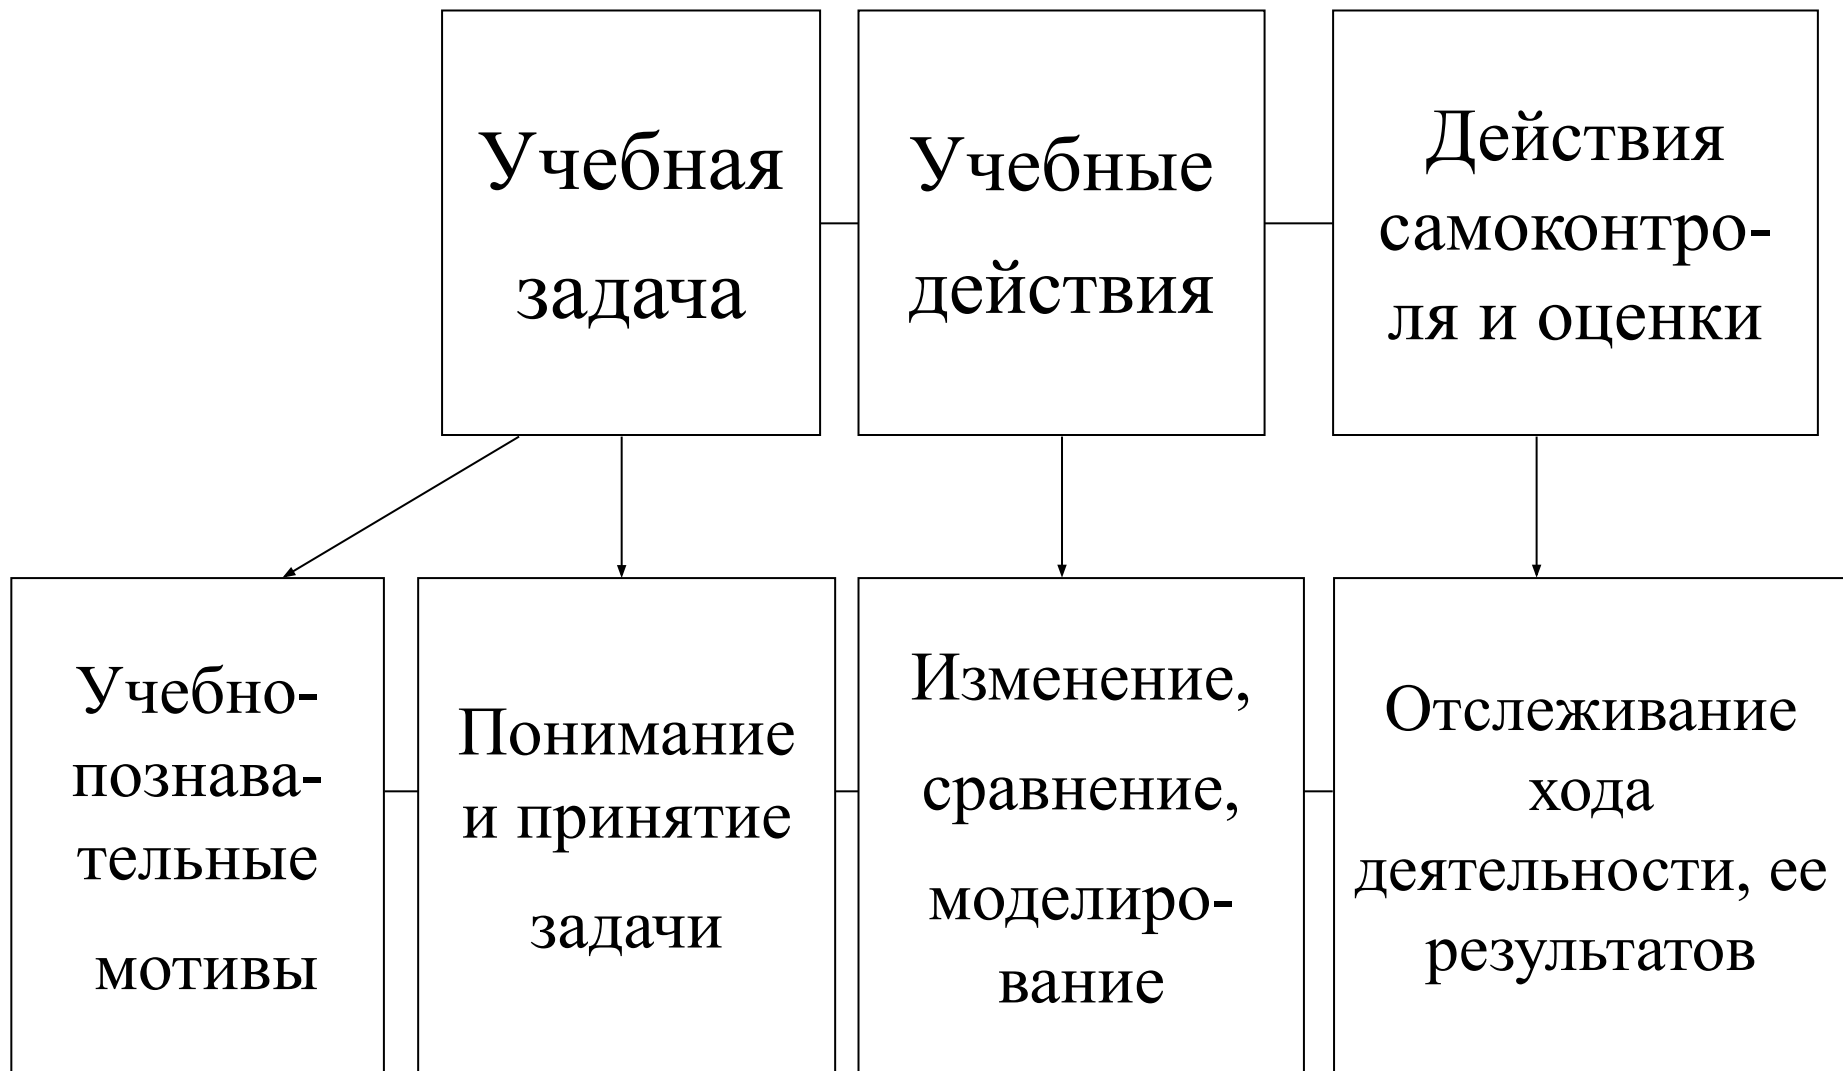 Учебная
задача
Учебные
действия
Действия
самоконтро-
ля и оценки
Учебно-
познава-
тельные
мотивы
Понимание
и принятие
задачи
Изменение,
сравнение,
моделиро-
вание
Отслеживание
хода
деятельности, ее
результатов